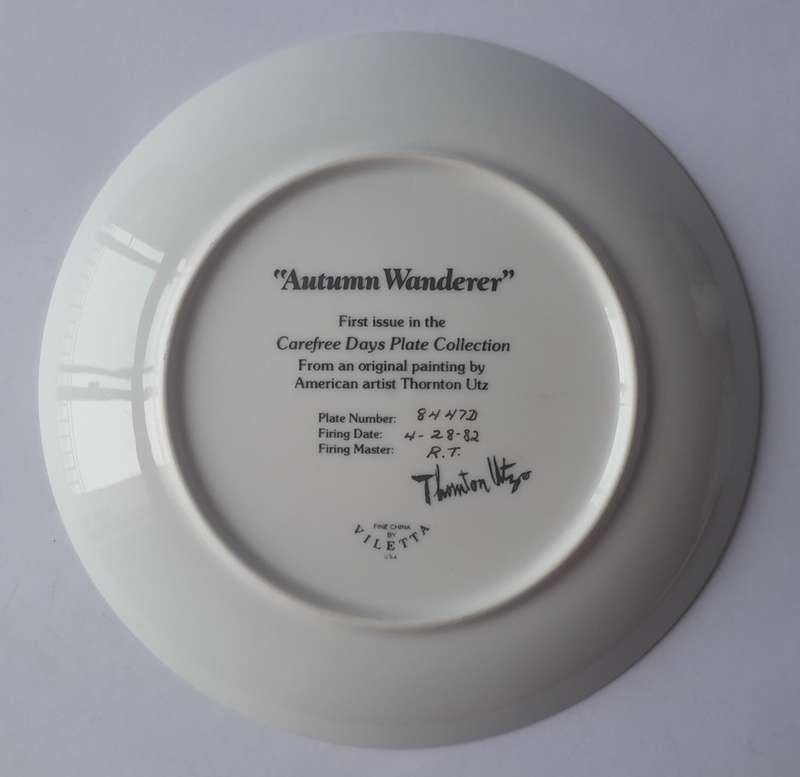 "Autumn Wanderer"
First issue in the
Carefree Days Plate Collection
From an original painting by
American artist Thornton Utz
Plate Number: 8447D
Firing Date: 4-28-82
Firing Master: R.T.
Thornton Utz
FINE CHINA
BY
VILETTA
USA